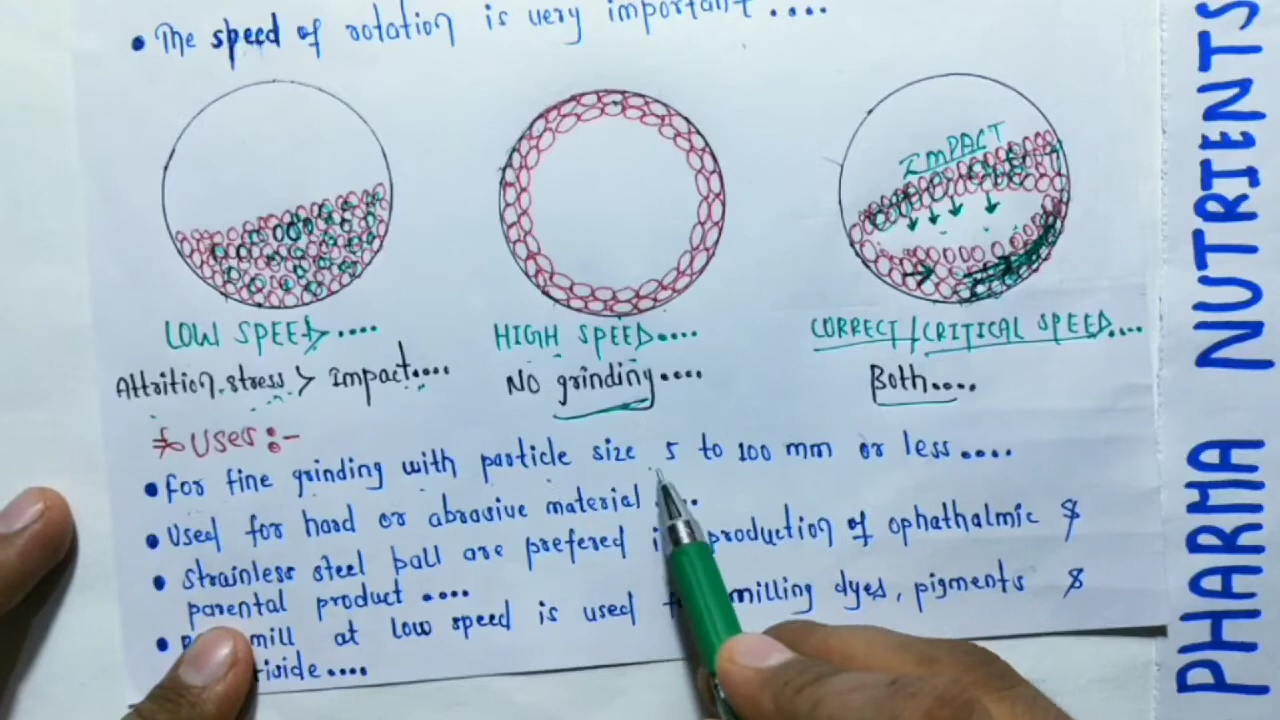 • The speed of rotation is very important ....
IMPACT
LOW SPEED ....
HIGH SPEED....
CORRECT/CRITICAL SPEED....
Attrition stress > Impact....
No grinding....
Both....
* Uses:-
• For fine grinding with particle size 5 to 100 mm or less....
• Used for hard or abrasive material ....
• Strainless steel ball are prefered production of ophathalmic &
parental product ....
• mill at low speed is used milling dyes, pigments &
....
PHARMA NUTRIENTS